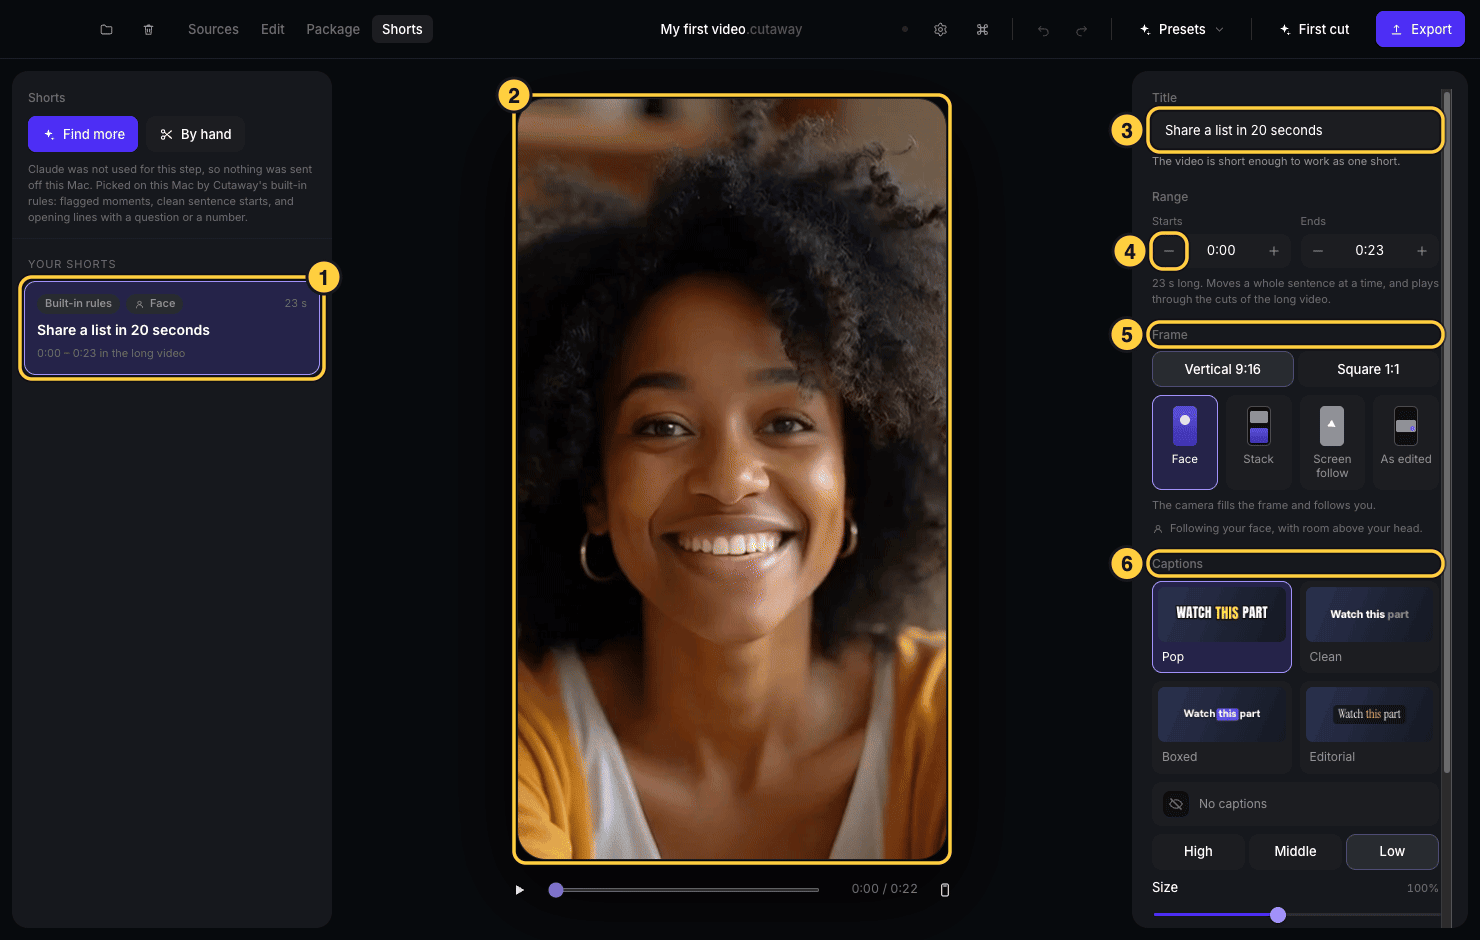 Sources Edit Package Shorts
My first video.cutaway
Presets First cut Export
Shorts
Find more By hand
Claude was not used for this step, so nothing was sent
off this Mac. Picked on this Mac by Cutaway's built-in
rules: flagged moments, clean sentence starts, and
opening lines with a question or a number.
YOUR SHORTS
1
Built-in rules Face 23 s
Share a list in 20 seconds
0:00 – 0:23 in the long video
2
0:00 / 0:22
Title
3
Share a list in 20 seconds
The video is short enough to work as one short.
Range
Starts Ends
4
0:00 0:23
23 s long. Moves a whole sentence at a time, and plays
through the cuts of the long video.
5
Frame
Vertical 9:16 Square 1:1
Face Stack Screen follow As edited
The camera fills the frame and follows you.
Following your face, with room above your head.
6
Captions
WATCH THIS PART Watch this part
Pop Clean
Watch this part Watch this part
Boxed Editorial
No captions
High Middle Low
Size 100%